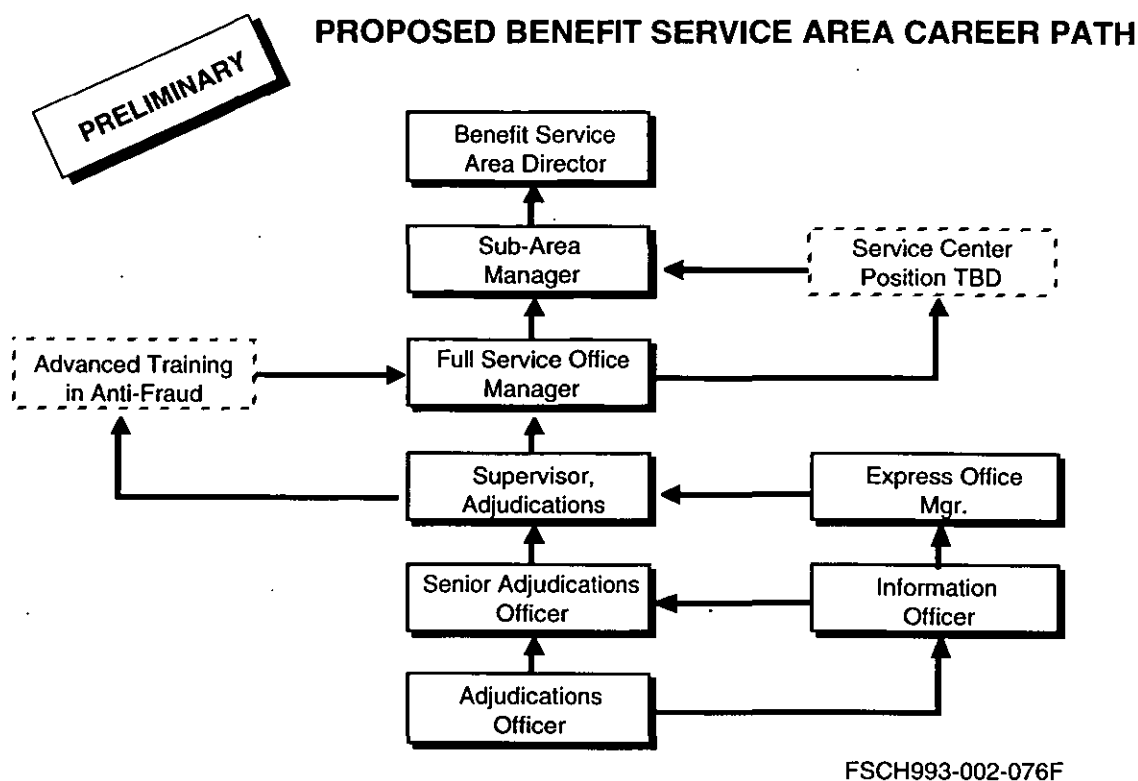 PROPOSED BENEFIT SERVICE AREA CAREER PATH
PRELIMINARY
Benefit Service
Area Director
Sub-Area
Manager
Service Center
Position TBD
Advanced Training
in Anti-Fraud
Full Service Office
Manager
Supervisor,
Adjudications
Express Office
Mgr.
Senior Adjudications
Officer
Information
Officer
Adjudications
Officer
FSCH993-002-076F